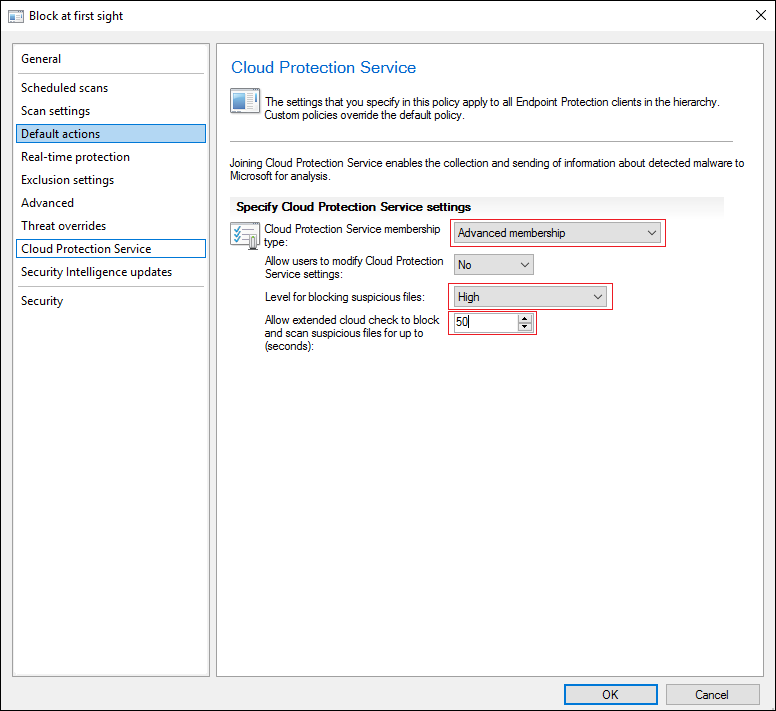 Block at first sight
General
Scheduled scans
Scan settings
Default actions
Real-time protection
Exclusion settings
Advanced
Threat overrides
Cloud Protection Service
Security Intelligence updates
Security
Cloud Protection Service
The settings that you specify in this policy apply to all Endpoint Protection clients in the hierarchy.
Custom policies override the default policy.
Joining Cloud Protection Service enables the collection and sending of information about detected malware to
Microsoft for analysis.
Specify Cloud Protection Service settings
Cloud Protection Service membership
type:
Advanced membership
Allow users to modify Cloud Protection
Service settings:
No
Level for blocking suspicious files:
High
Allow extended cloud check to block
and scan suspicious files for up to
(seconds):
50
OK
Cancel